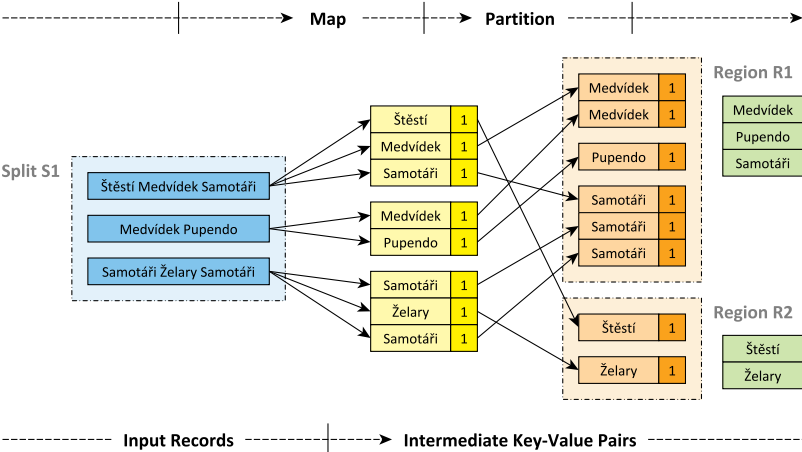 Map
Partition
Region R1
Split S1
Štěstí Medvídek Samotáři
Medvídek Pupendo
Samotáři Želary Samotáři
Štěstí 1
Medvídek 1
Samotáři 1
Medvídek 1
Pupendo 1
Samotáři 1
Želary 1
Samotáři 1
Medvídek 1
Medvídek 1
Pupendo 1
Samotáři 1
Samotáři 1
Samotáři 1
Medvídek
Pupendo
Samotáři
Region R2
Štěstí 1
Želary 1
Štěstí
Želary
Input Records
Intermediate Key-Value Pairs